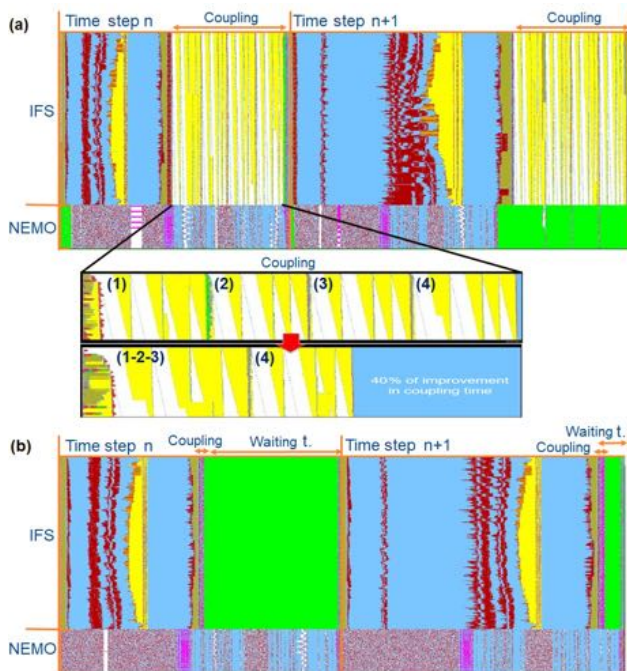 (a)
Time step n
Coupling
Time step n+1
Coupling
IFS
NEMO
Coupling
(1) (2) (3) (4)
(1-2-3) (4)
40% of improvement
in coupling time
(b)
Time step n
Coupling
Waiting t.
Time step n+1
Waiting t.
Coupling
IFS
NEMO